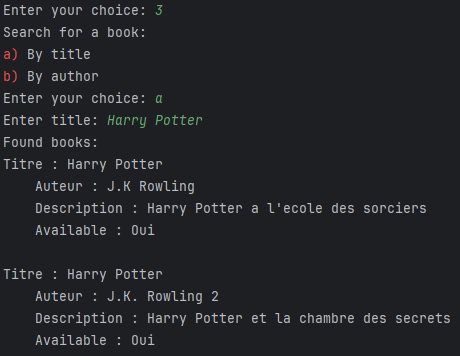 Enter your choice: 3
Search for a book:
a) By title
b) By author
Enter your choice: a
Enter title: Harry Potter
Found books:
Titre : Harry Potter
    Auteur : J.K Rowling
    Description : Harry Potter a l'ecole des sorciers
    Available : Oui

Titre : Harry Potter
    Auteur : J.K. Rowling 2
    Description : Harry Potter et la chambre des secrets
    Available : Oui